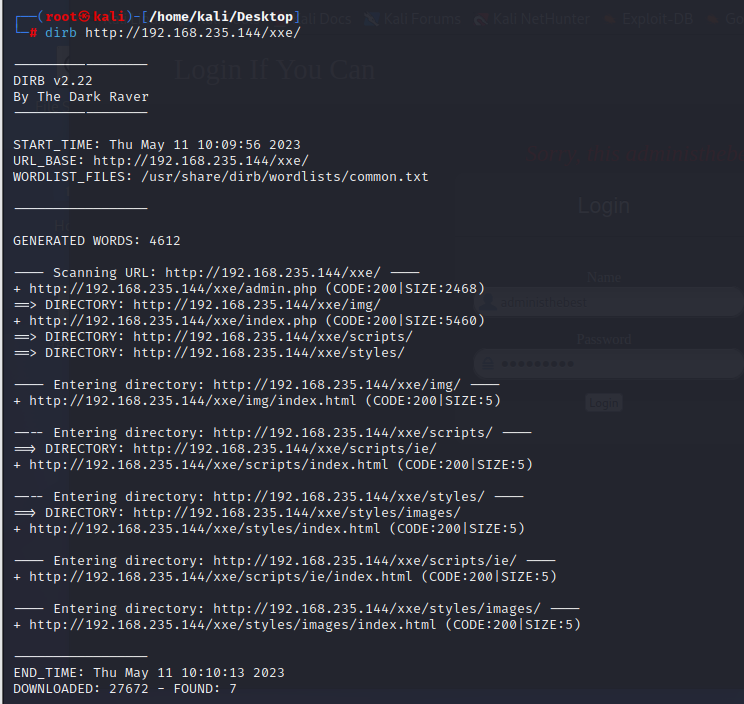 (root㉿kali)-[/home/kali/Desktop]
# dirb http://192.168.235.144/xxe/
-----------------
DIRB v2.22
By The Dark Raver
-----------------
START_TIME: Thu May 11 10:09:56 2023
URL_BASE: http://192.168.235.144/xxe/
WORDLIST_FILES: /usr/share/dirb/wordlists/common.txt
-----------------
GENERATED WORDS: 4612
---- Scanning URL: http://192.168.235.144/xxe/ ----
+ http://192.168.235.144/xxe/admin.php (CODE:200|SIZE:2468)
==> DIRECTORY: http://192.168.235.144/xxe/img/
+ http://192.168.235.144/xxe/index.php (CODE:200|SIZE:5460)
==> DIRECTORY: http://192.168.235.144/xxe/scripts/
==> DIRECTORY: http://192.168.235.144/xxe/styles/
---- Entering directory: http://192.168.235.144/xxe/img/ ----
+ http://192.168.235.144/xxe/img/index.html (CODE:200|SIZE:5)
---- Entering directory: http://192.168.235.144/xxe/scripts/ ----
==> DIRECTORY: http://192.168.235.144/xxe/scripts/ie/
+ http://192.168.235.144/xxe/scripts/index.html (CODE:200|SIZE:5)
---- Entering directory: http://192.168.235.144/xxe/styles/ ----
==> DIRECTORY: http://192.168.235.144/xxe/styles/images/
+ http://192.168.235.144/xxe/styles/index.html (CODE:200|SIZE:5)
---- Entering directory: http://192.168.235.144/xxe/scripts/ie/ ----
+ http://192.168.235.144/xxe/scripts/ie/index.html (CODE:200|SIZE:5)
---- Entering directory: http://192.168.235.144/xxe/styles/images/ ----
+ http://192.168.235.144/xxe/styles/images/index.html (CODE:200|SIZE:5)
-----------------
END_TIME: Thu May 11 10:10:13 2023
DOWNLOADED: 27672 - FOUND: 7
Kali Docs Kali Forums Kali NetHunter Exploit-DB
Login If You Can
Login
Name
Password
Login